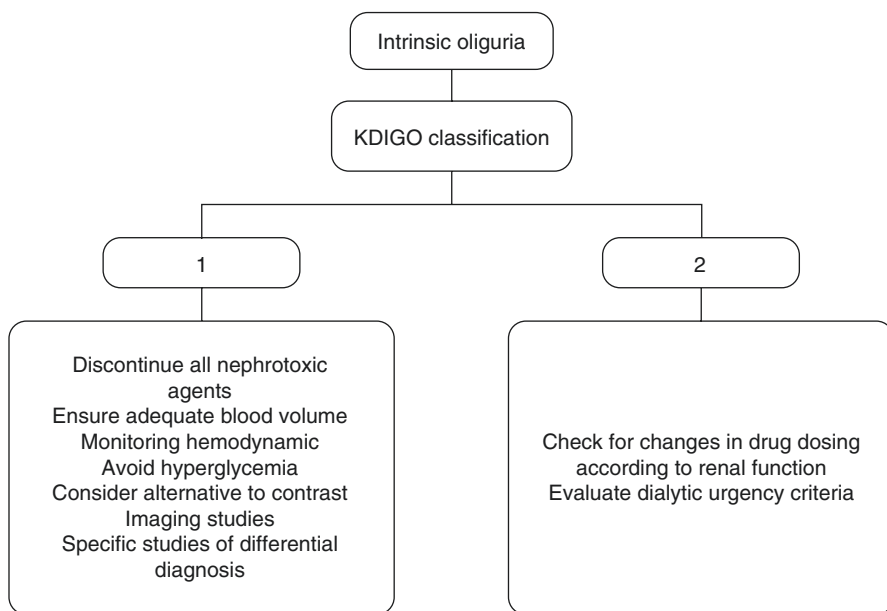 Intrinsic oliguria
KDIGO classification
1
2
Discontinue all nephrotoxic
agents
Ensure adequate blood volume
Monitoring hemodynamic
Avoid hyperglycemia
Consider alternative to contrast
Imaging studies
Specific studies of differential
diagnosis
Check for changes in drug dosing
according to renal function
Evaluate dialytic urgency criteria